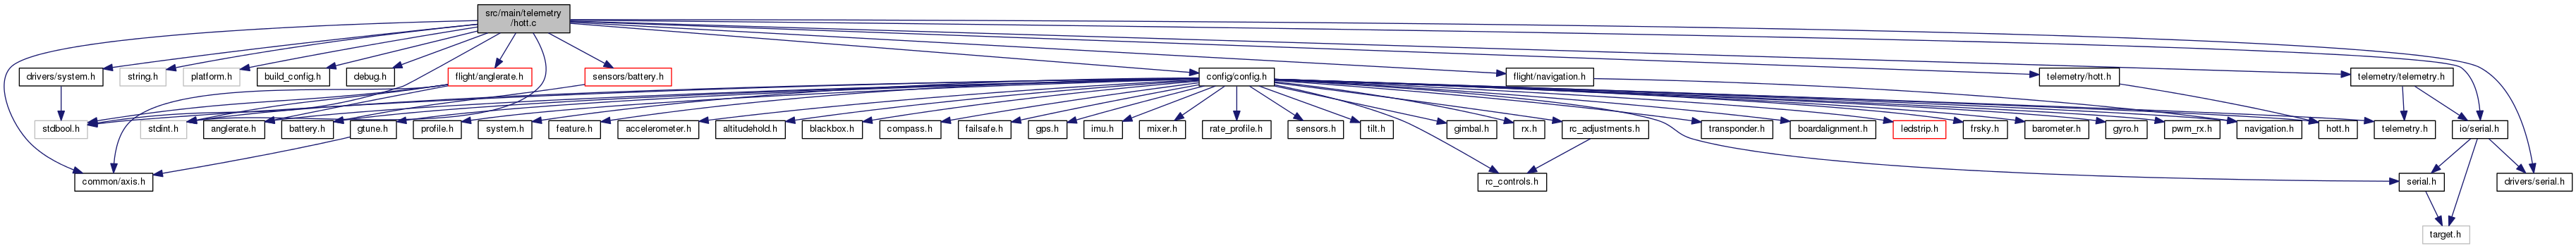 src/main/telemetry
/hott.c
drivers/system.h
string.h
platform.h
build_config.h
debug.h
flight/anglerate.h
sensors/battery.h
config/config.h
flight/navigation.h
telemetry/hott.h
telemetry/telemetry.h
stdbool.h
stdint.h
anglerate.h
battery.h
gtune.h
profile.h
system.h
feature.h
accelerometer.h
altitudehold.h
blackbox.h
compass.h
failsafe.h
gps.h
imu.h
mixer.h
rate_profile.h
sensors.h
tilt.h
gimbal.h
rx.h
rc_adjustments.h
transponder.h
boardalignment.h
ledstrip.h
frsky.h
barometer.h
gyro.h
pwm_rx.h
navigation.h
hott.h
telemetry.h
io/serial.h
common/axis.h
rc_controls.h
serial.h
drivers/serial.h
target.h